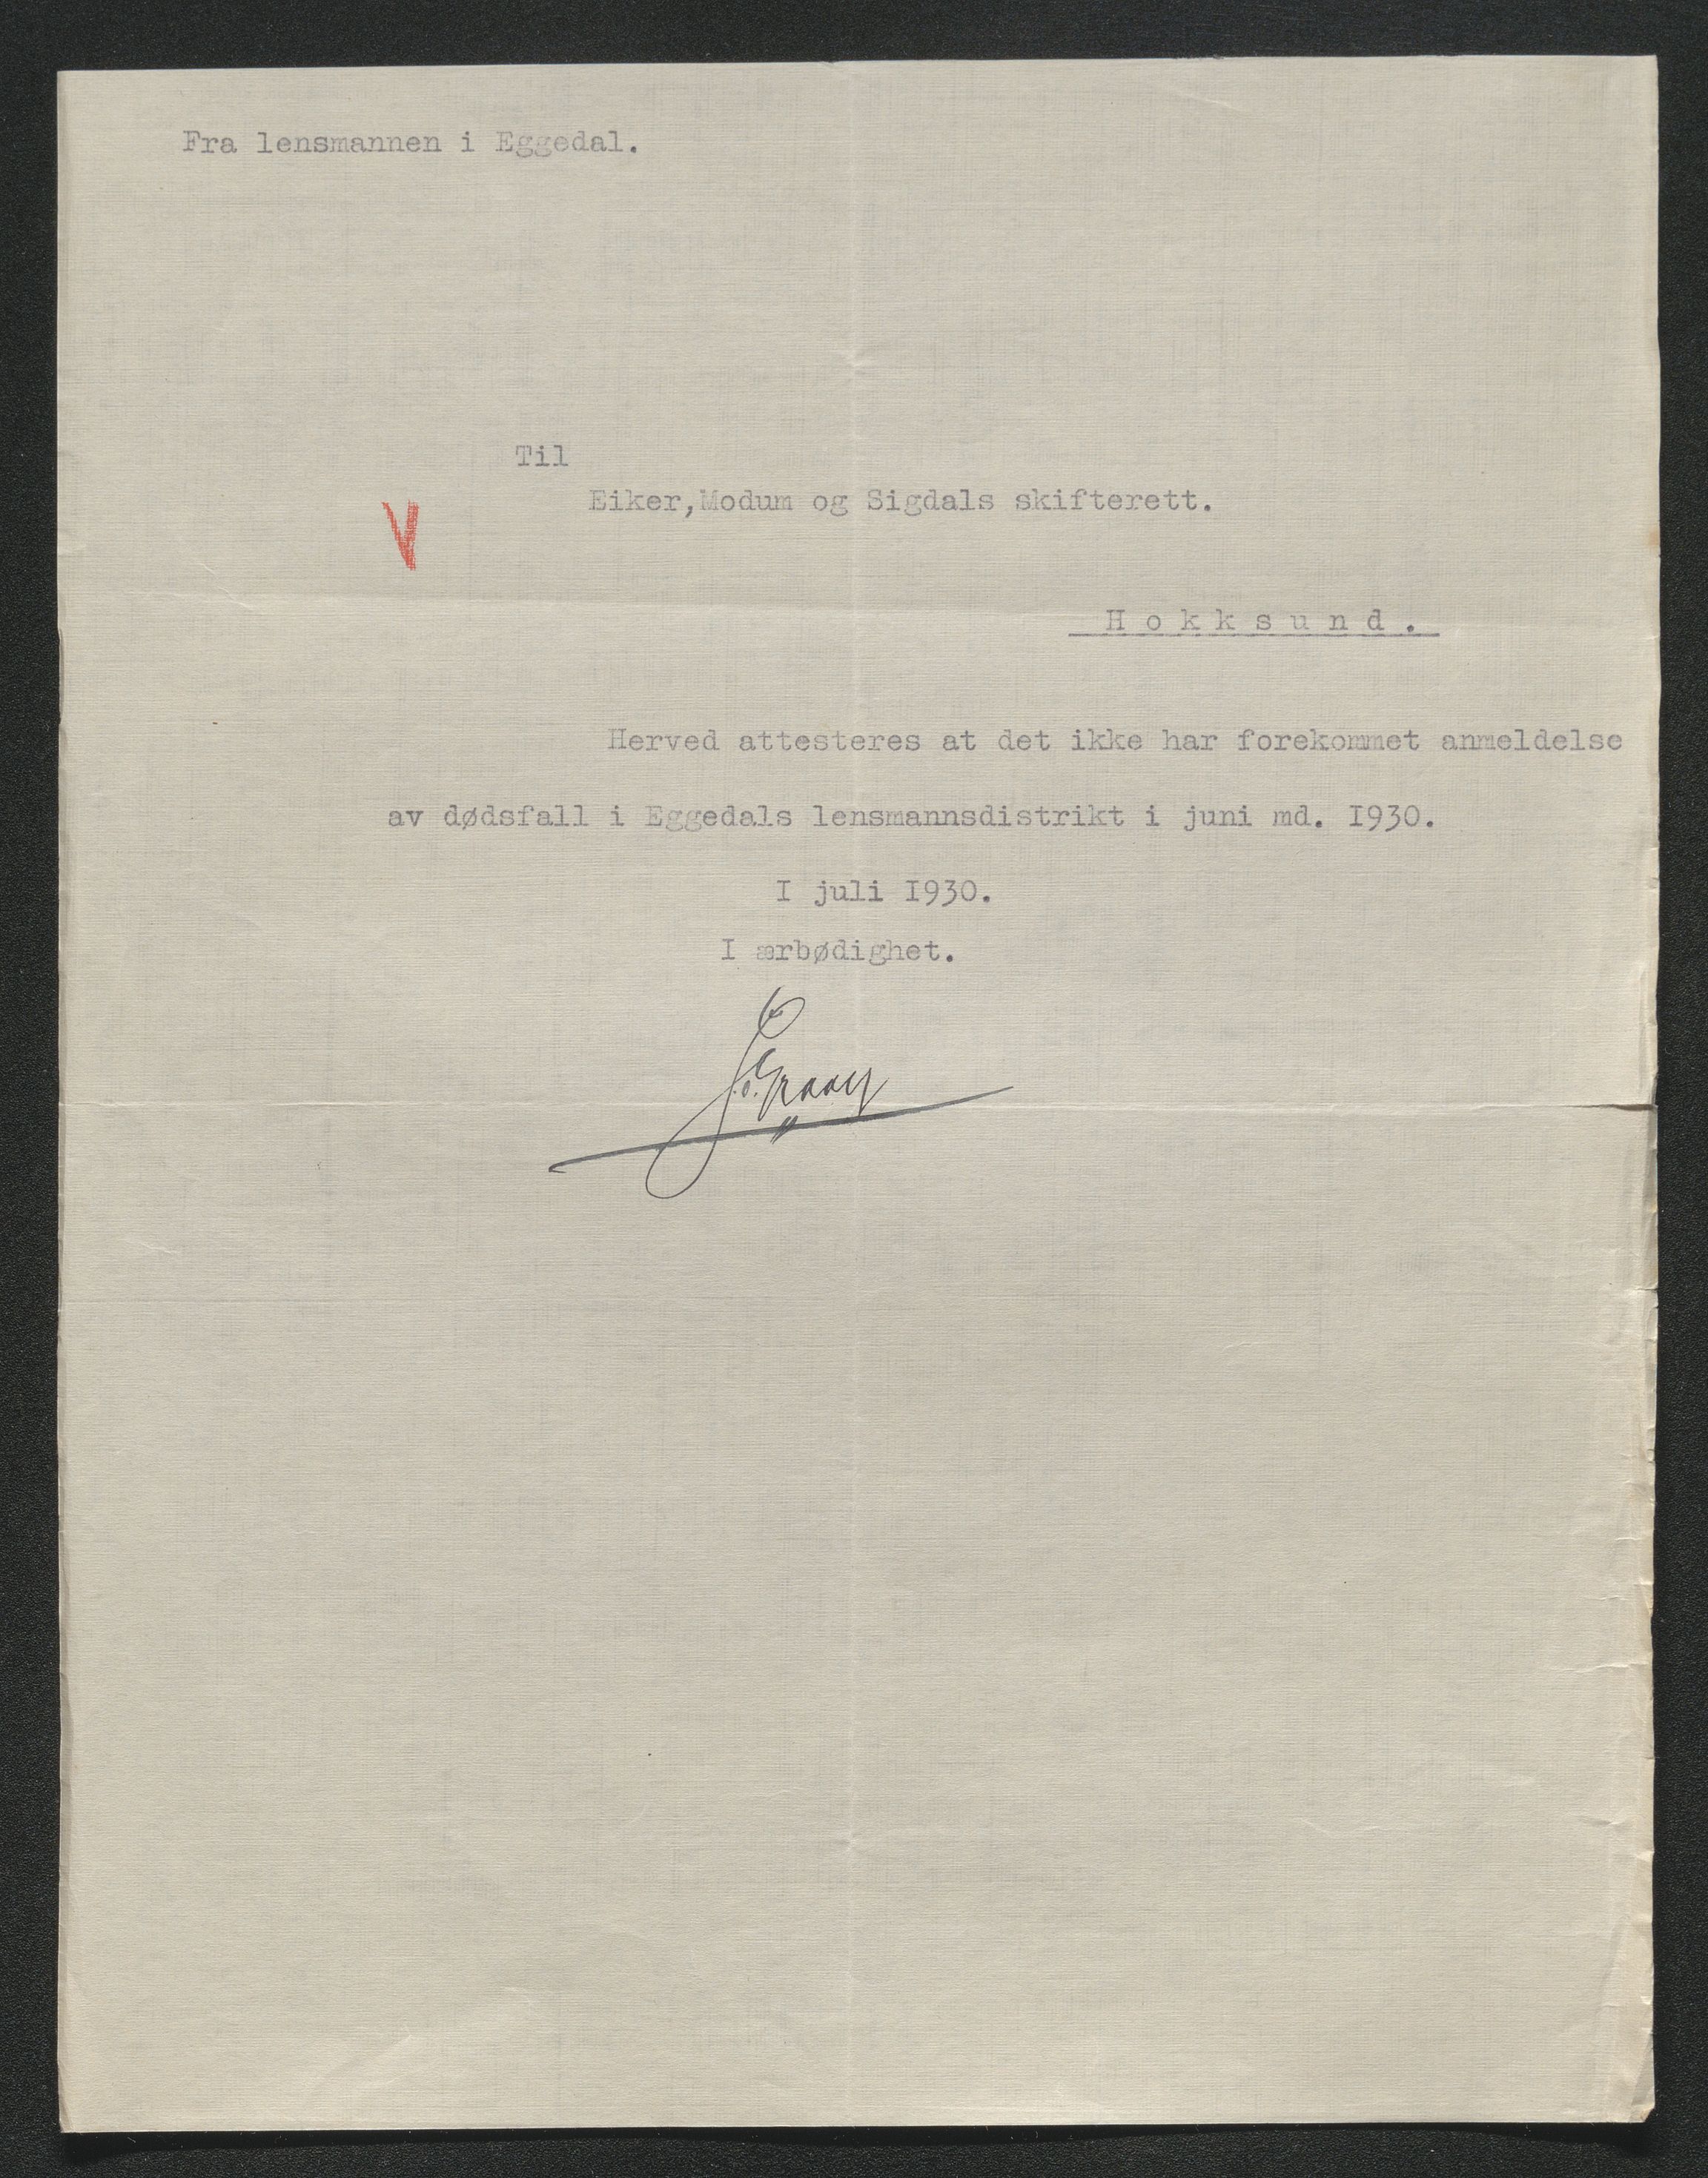 Fra lensmannen i Eggedal.
Til
Eiker,Modum og Sigdals skifterett.
V
H o k k s u n d .
Herved attesteres at det ikke har forekommet anmeldelse
av dødsfall i Eggedals lensmannsdistrikt i juni md. I930.
I juli I930.
I ærbødighet.